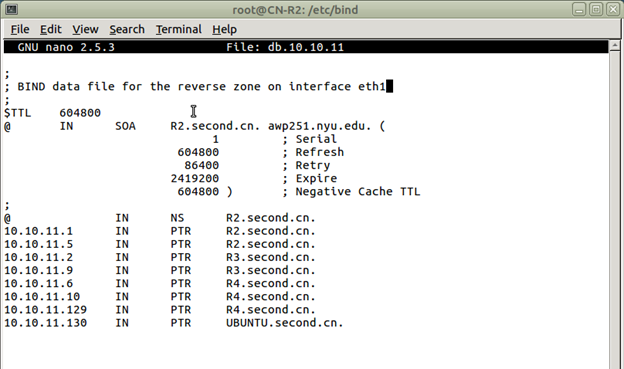 root@CN-R2: /etc/bind
File Edit View Search Terminal Help
GNU nano 2.5.3 File: db.10.10.11
;
; BIND data file for the reverse zone on interface eth1
;
$TTL 604800
@ IN SOA R2.second.cn. awp251.nyu.edu. (
1 ; Serial
604800 ; Refresh
86400 ; Retry
2419200 ; Expire
604800 ) ; Negative Cache TTL
;
@ IN NS R2.second.cn.
10.10.11.1 IN PTR R2.second.cn.
10.10.11.5 IN PTR R2.second.cn.
10.10.11.2 IN PTR R3.second.cn.
10.10.11.9 IN PTR R3.second.cn.
10.10.11.6 IN PTR R4.second.cn.
10.10.11.10 IN PTR R4.second.cn.
10.10.11.129 IN PTR R4.second.cn.
10.10.11.130 IN PTR UBUNTU.second.cn.